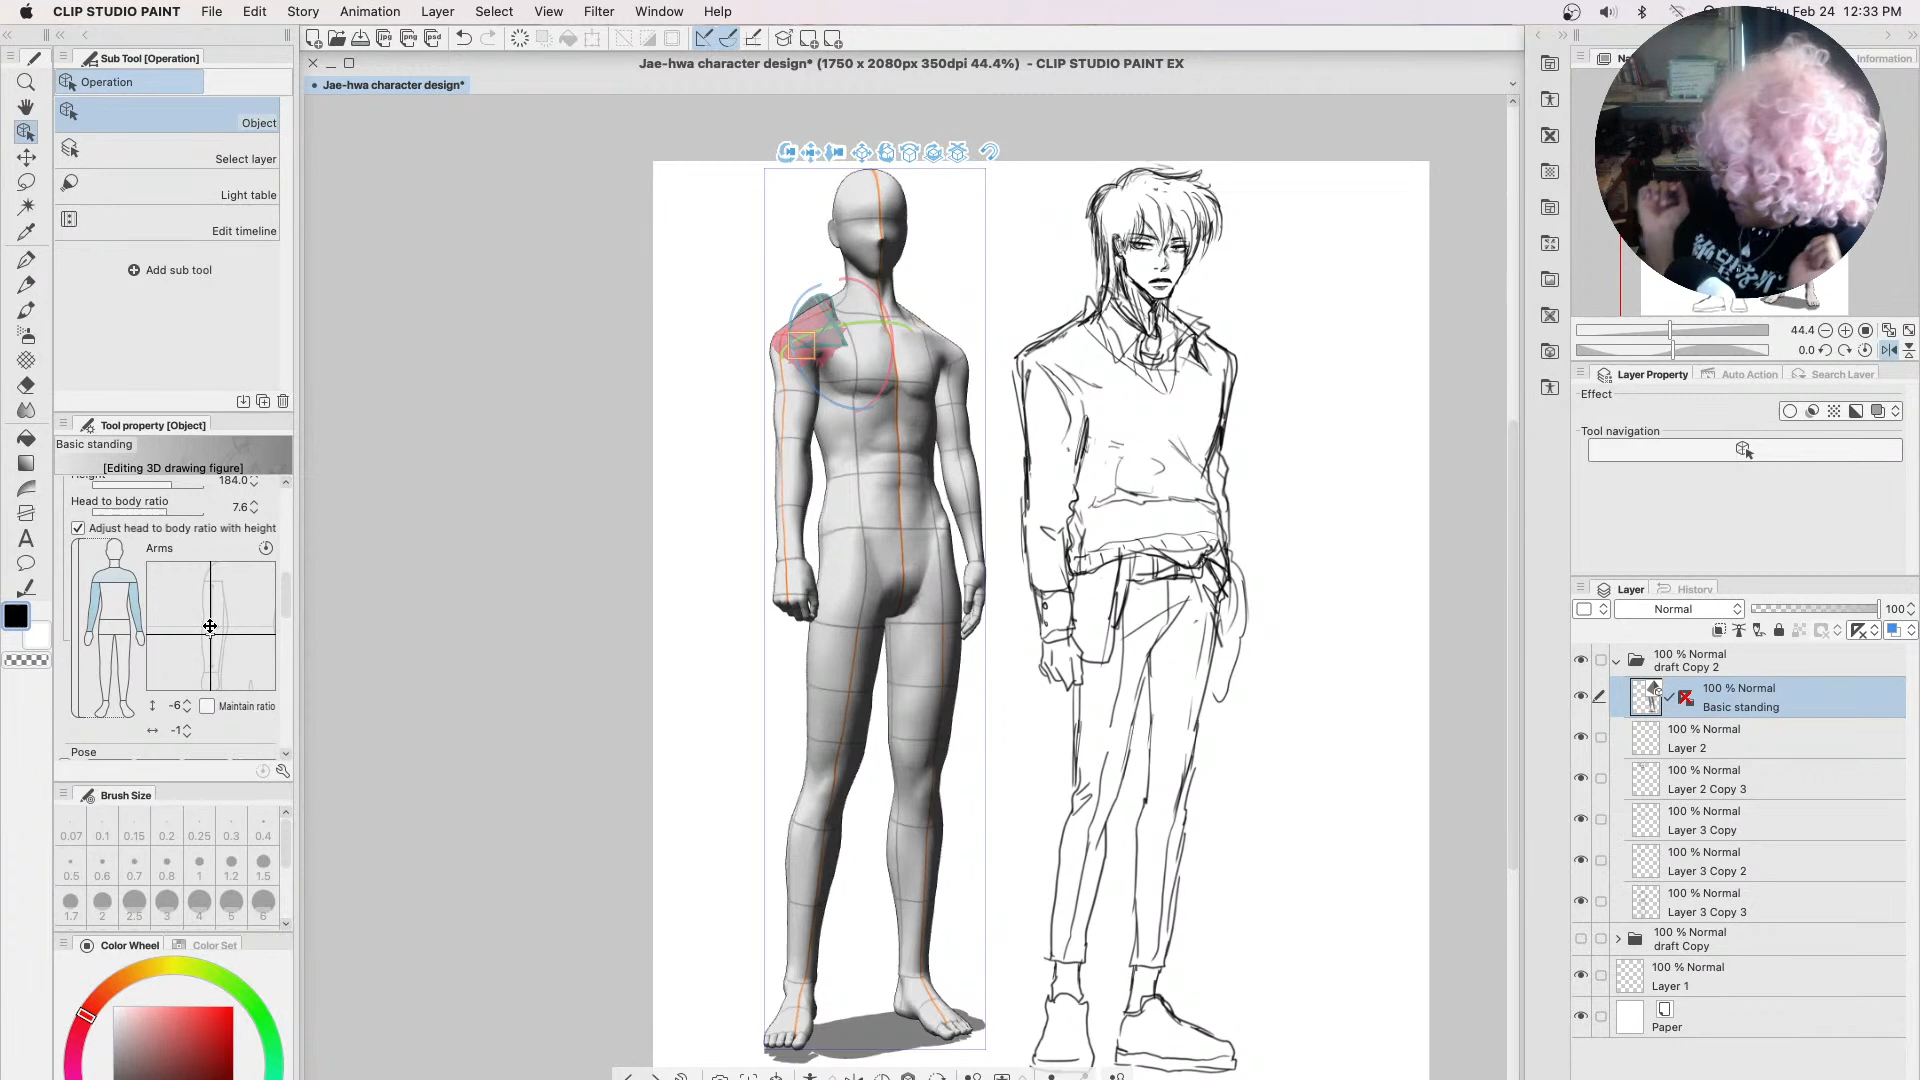 CLIP STUDIO PAINT File Edit Story Animation Layer Select View Filter Window Help Thu Feb 24 12:33 PM
Sub Tool [Operation]
Jae-hwa character design* (1750 x 2080px 350dpi 44.4%) - CLIP STUDIO PAINT EX
Information
Operation
Jae-hwa character design*
Object
Select layer
Light table
Edit timeline
Add sub tool
44.4
0.0
Layer Property Auto Action Search Layer
Effect
Tool navigation
Tool property [Object]
Basic standing
[Editing 3D drawing figure]
Height 184.0
Head to body ratio 7.6
Adjust head to body ratio with height
Arms
-6 Maintain ratio
-1
Pose
Brush Size
0.07 0.1 0.15 0.2 0.25 0.3 0.4
0.5 0.6 0.7 0.8 1 1.2 1.5
1.7 2 2.5 3 4 5 6
Color Wheel Color Set
Layer History
Normal 100
100 % Normal
draft Copy 2
100 % Normal
Basic standing
100 % Normal
Layer 2
100 % Normal
Layer 2 Copy 3
100 % Normal
Layer 3 Copy
100 % Normal
Layer 3 Copy 2
100 % Normal
Layer 3 Copy 3
100 % Normal
draft Copy
100 % Normal
Layer 1
Paper